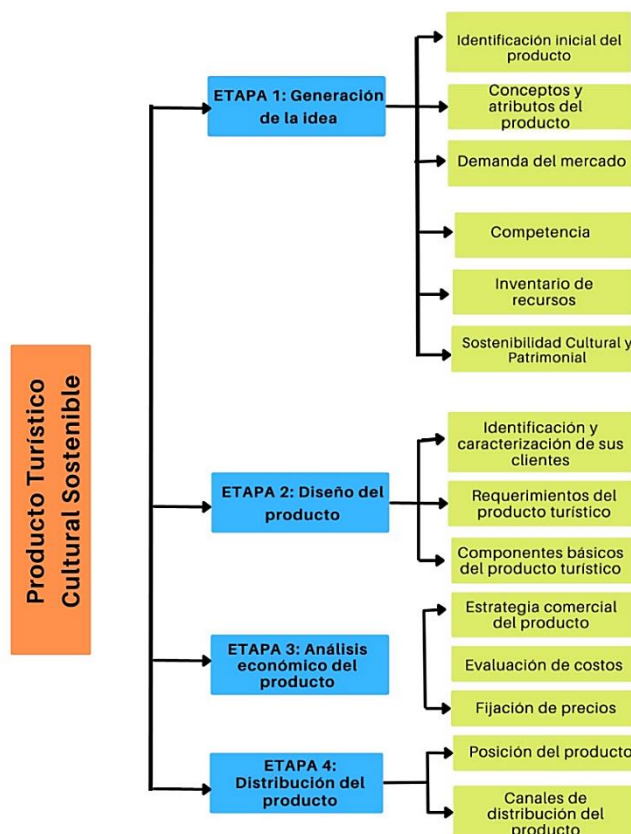 Producto Turístico
Cultural Sostenible
ETAPA 1: Generación
de la idea
Identificación inicial del
producto
Conceptos y
atributos del
producto
Demanda del mercado
Competencia
Inventario de
recursos
Sostenibilidad Cultural y
Patrimonial
ETAPA 2: Diseño del
producto
Identificación y
caracterización de sus
clientes
Requerimientos del
producto turístico
Componentes básicos
del producto turístico
ETAPA 3: Análisis
económico del
producto
Estrategia comercial
del producto
Evaluación de costos
Fijación de precios
ETAPA 4:
Distribución del
producto
Posición del producto
Canales de
distribución del
producto